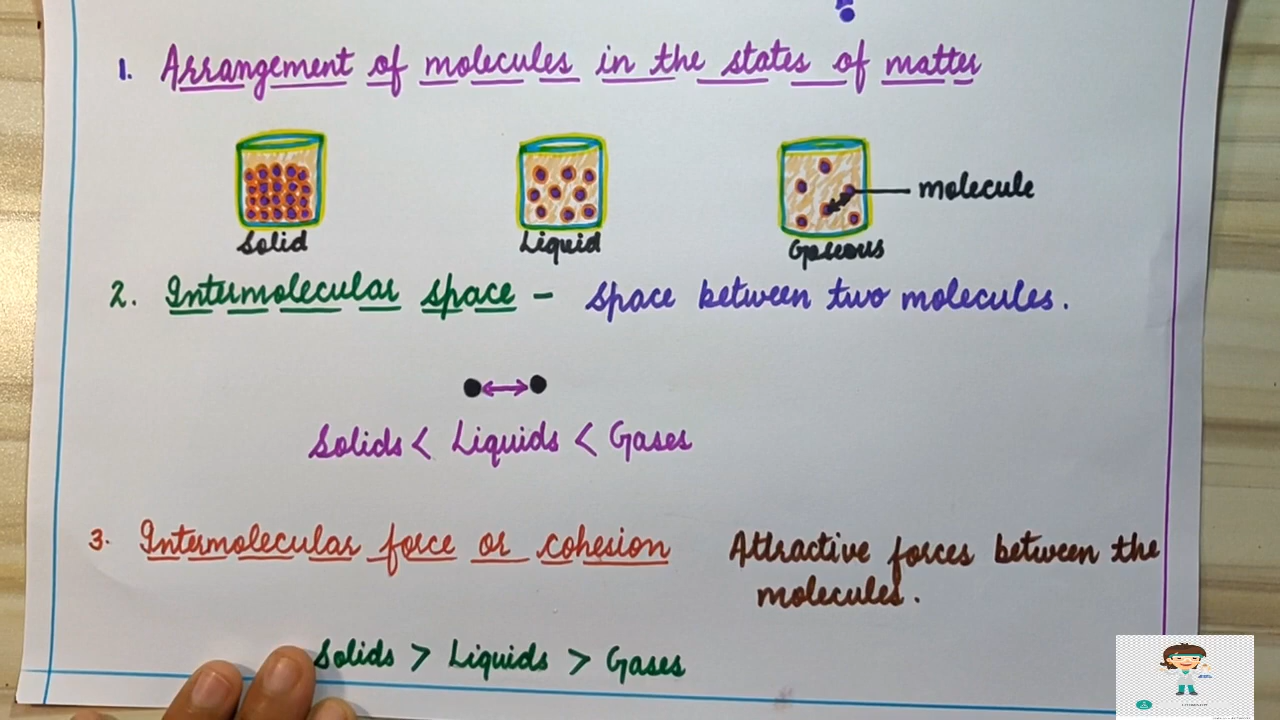 1. Arrangement of molecules in the states of matter
molecule
Solid Liquid Gaseous
2. Intermolecular space - Space between two molecules.
Solids < Liquids < Gases
3. Intermolecular force or cohesion Attractive forces between the
molecules.
Solids > Liquids > Gases